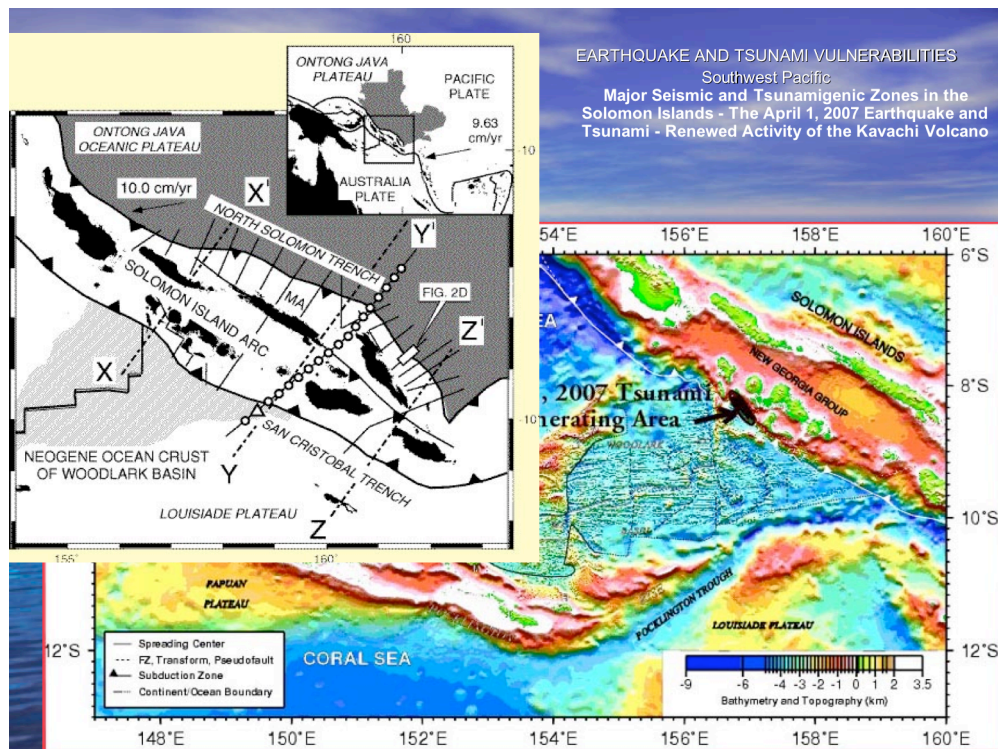 EARTHQUAKE AND TSUNAMI VULNERABILITIES
Southwest Pacific
Major Seismic and Tsunamigenic Zones in the
Solomon Islands - The April 1, 2007 Earthquake and
Tsunami - Renewed Activity of the Kavachi Volcano
160
ONTONG JAVA
PLATEAU
PACIFIC
PLATE
9.63
cm/yr
-10
AUSTRALIA
PLATE
ONTONG JAVA
OCEANIC PLATEAU
10.0 cm/yr
X'
NORTH SOLOMON TRENCH
Y'
FIG. 2D
MA
SOLOMON ISLAND
ARC
Z'
X
-10
SAN CRISTOBAL TRENCH
NEOGENE OCEAN CRUST
OF WOODLARK BASIN
Y
LOUISIADE PLATEAU
Z
155°
160°
54°E
156°E
158°E
160°E
6°S
EA
SOLOMON ISLANDS
NEW GEORGIA GROUP
8°S
, 2007 Tsunami
nerating Area
WOODLARK
BASIN
10°S
PAPUAN
PLATEAU
POCKLINGTON TROUGH
LOUISIADE PLATEAU
12°S
12°S
CORAL SEA
Spreading Center
FZ, Transform, Pseudofault
Subduction Zone
Continent/Ocean Boundary
-9 -6 -4 -3 -2 -1 0 1 2 3.5
Bathymetry and Topography (km)
148°E
150°E
152°E
154°E
156°E
158°E
160°E